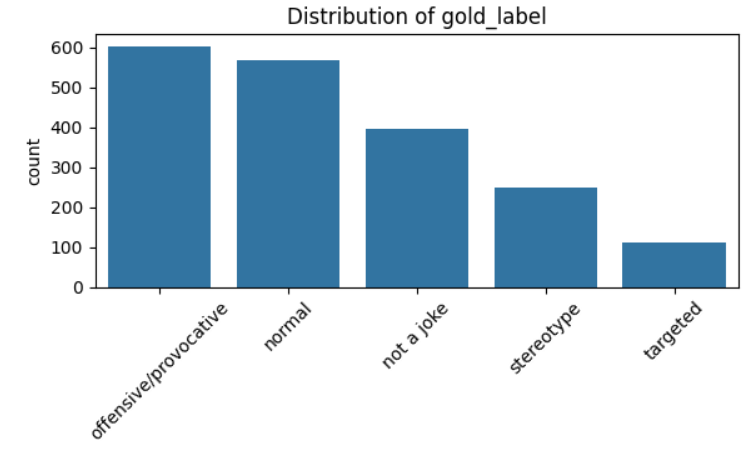 Distribution of gold_label
600
500
400
300
200
100
0
count
offensive/provocative
normal
not a joke
stereotype
targeted